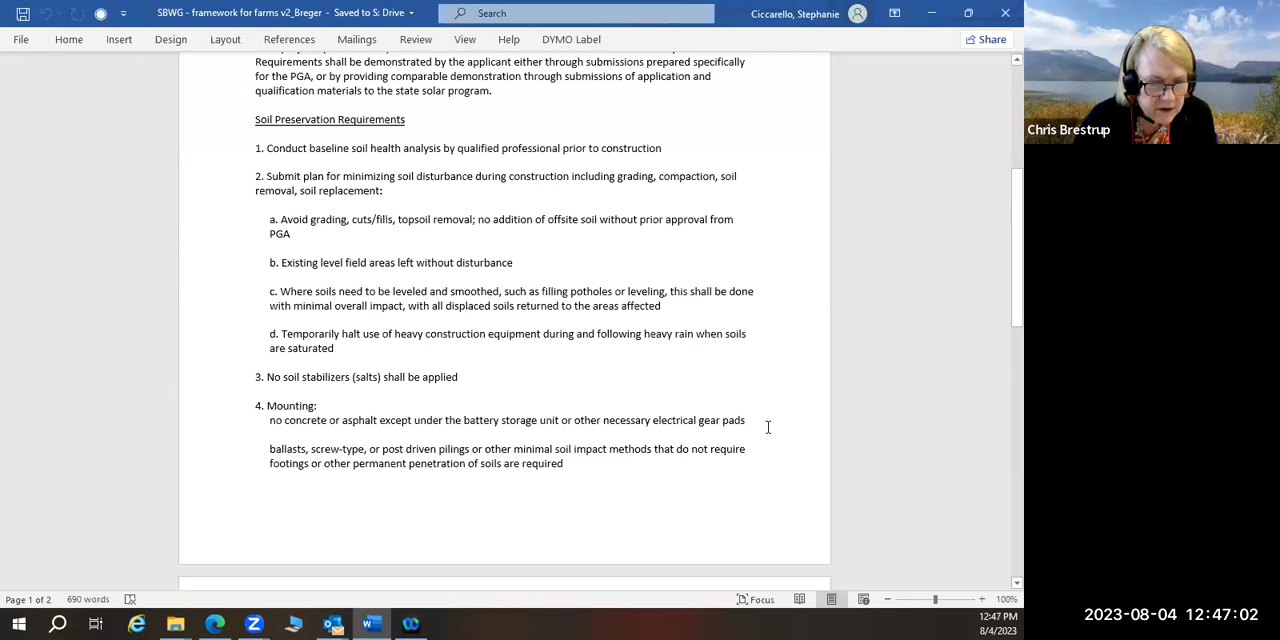 SBWG - framework for farms v2_Breger - Saved to S: Drive
Search
Ciccarello, Stephanie
File Home Insert Design Layout References Mailings Review View Help DYMO Label Share
Requirements shall be demonstrated by the applicant either through submissions prepared specifically
for the PGA, or by providing comparable demonstration through submissions of application and
qualification materials to the state solar program.
Soil Preservation Requirements
1. Conduct baseline soil health analysis by qualified professional prior to construction
2. Submit plan for minimizing soil disturbance during construction including grading, compaction, soil
removal, soil replacement:
a. Avoid grading, cuts/fills, topsoil removal; no addition of offsite soil without prior approval from
PGA
b. Existing level field areas left without disturbance
c. Where soils need to be leveled and smoothed, such as filling potholes or leveling, this shall be done
with minimal overall impact, with all displaced soils returned to the areas affected
d. Temporarily halt use of heavy construction equipment during and following heavy rain when soils
are saturated
3. No soil stabilizers (salts) shall be applied
4. Mounting:
no concrete or asphalt except under the battery storage unit or other necessary electrical gear pads
ballasts, screw-type, or post driven pilings or other minimal soil impact methods that do not require
footings or other permanent penetration of soils are required
Chris Brestrup
Page 1 of 2 690 words Focus 100%
12:47 PM
8/4/2023
2023-08-04 12:47:02